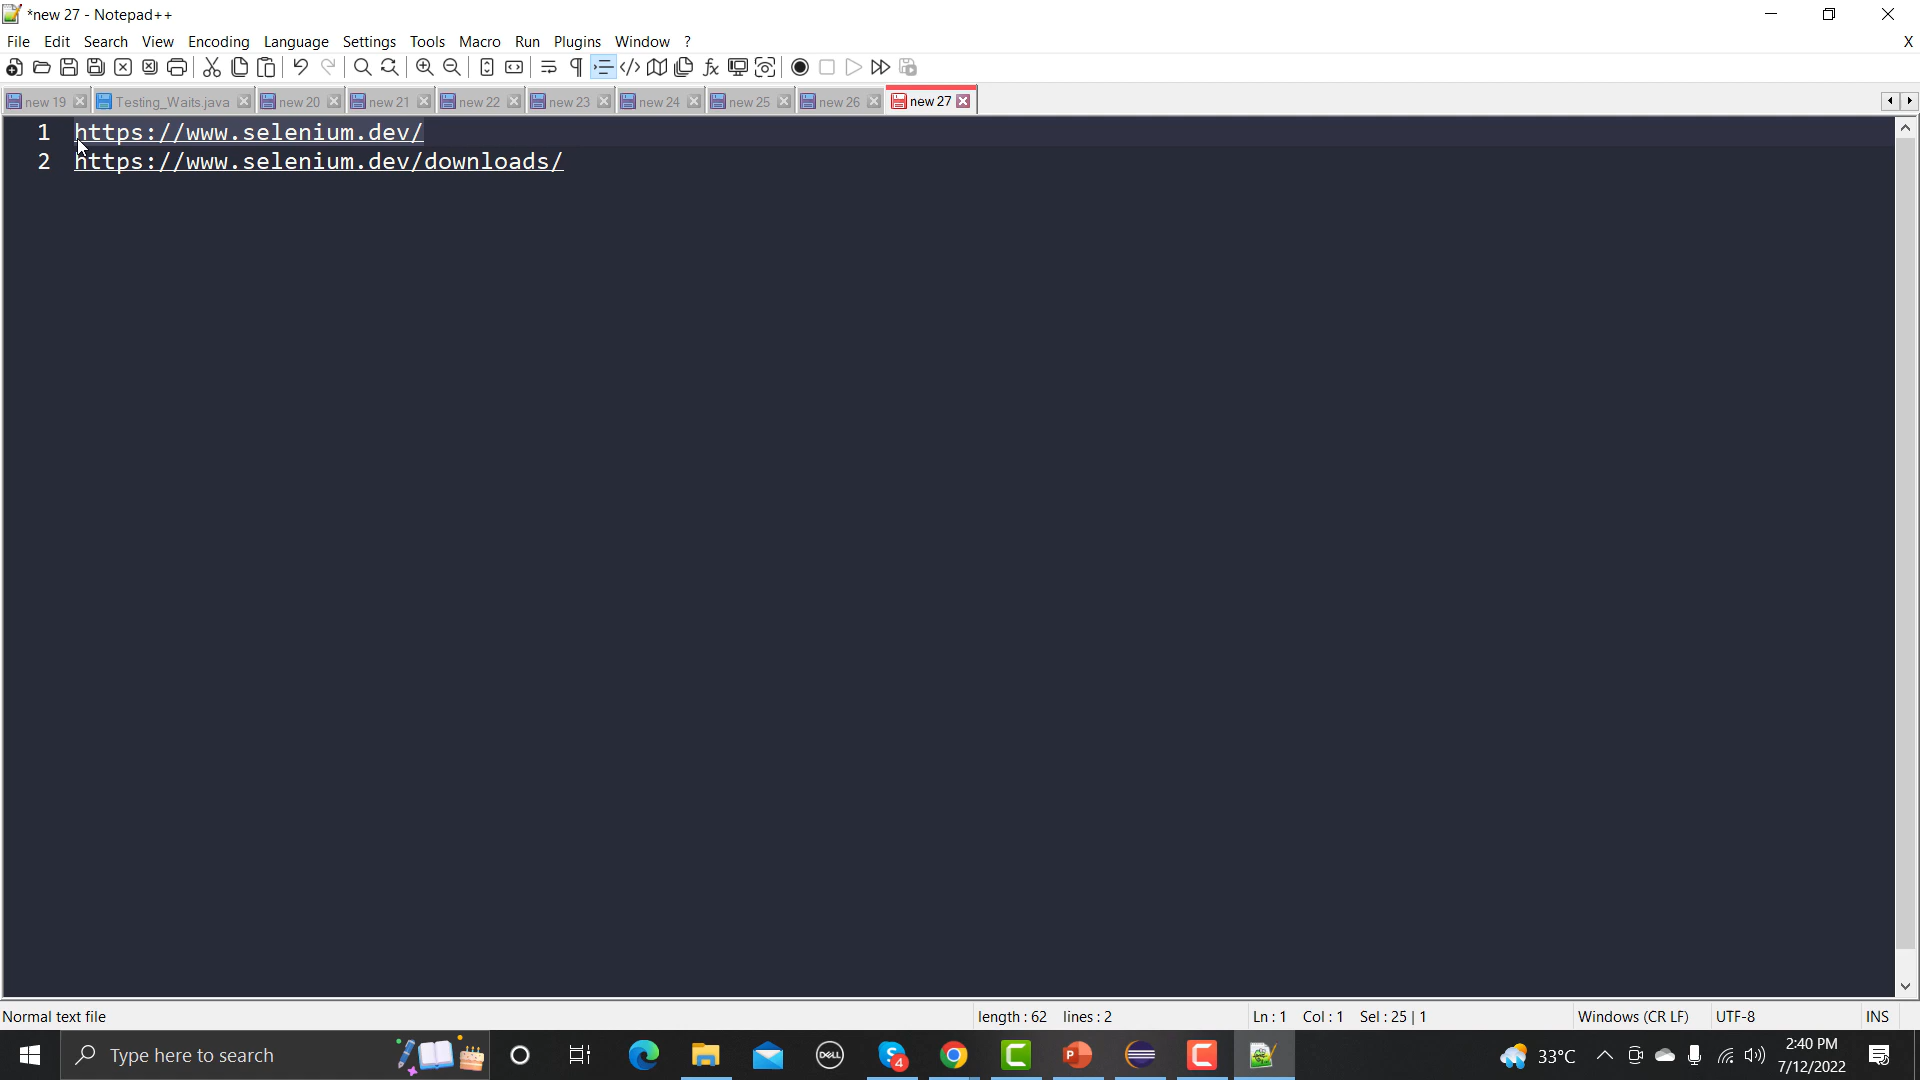 *new 27 - Notepad++
File Edit Search View Encoding Language Settings Tools Macro Run Plugins Window ? X
new 19 Testing_Waits.java new 20 new 21 new 22 new 23 new 24 new 25 new 26 new 27
1 https://www.selenium.dev/
2 https://www.selenium.dev/downloads/
Normal text file length : 62 lines : 2 Ln : 1 Col : 1 Sel : 25 | 1 Windows (CR LF) UTF-8 INS
Type here to search DELL S 4 C P C 33°C 2:40 PM
7/12/2022